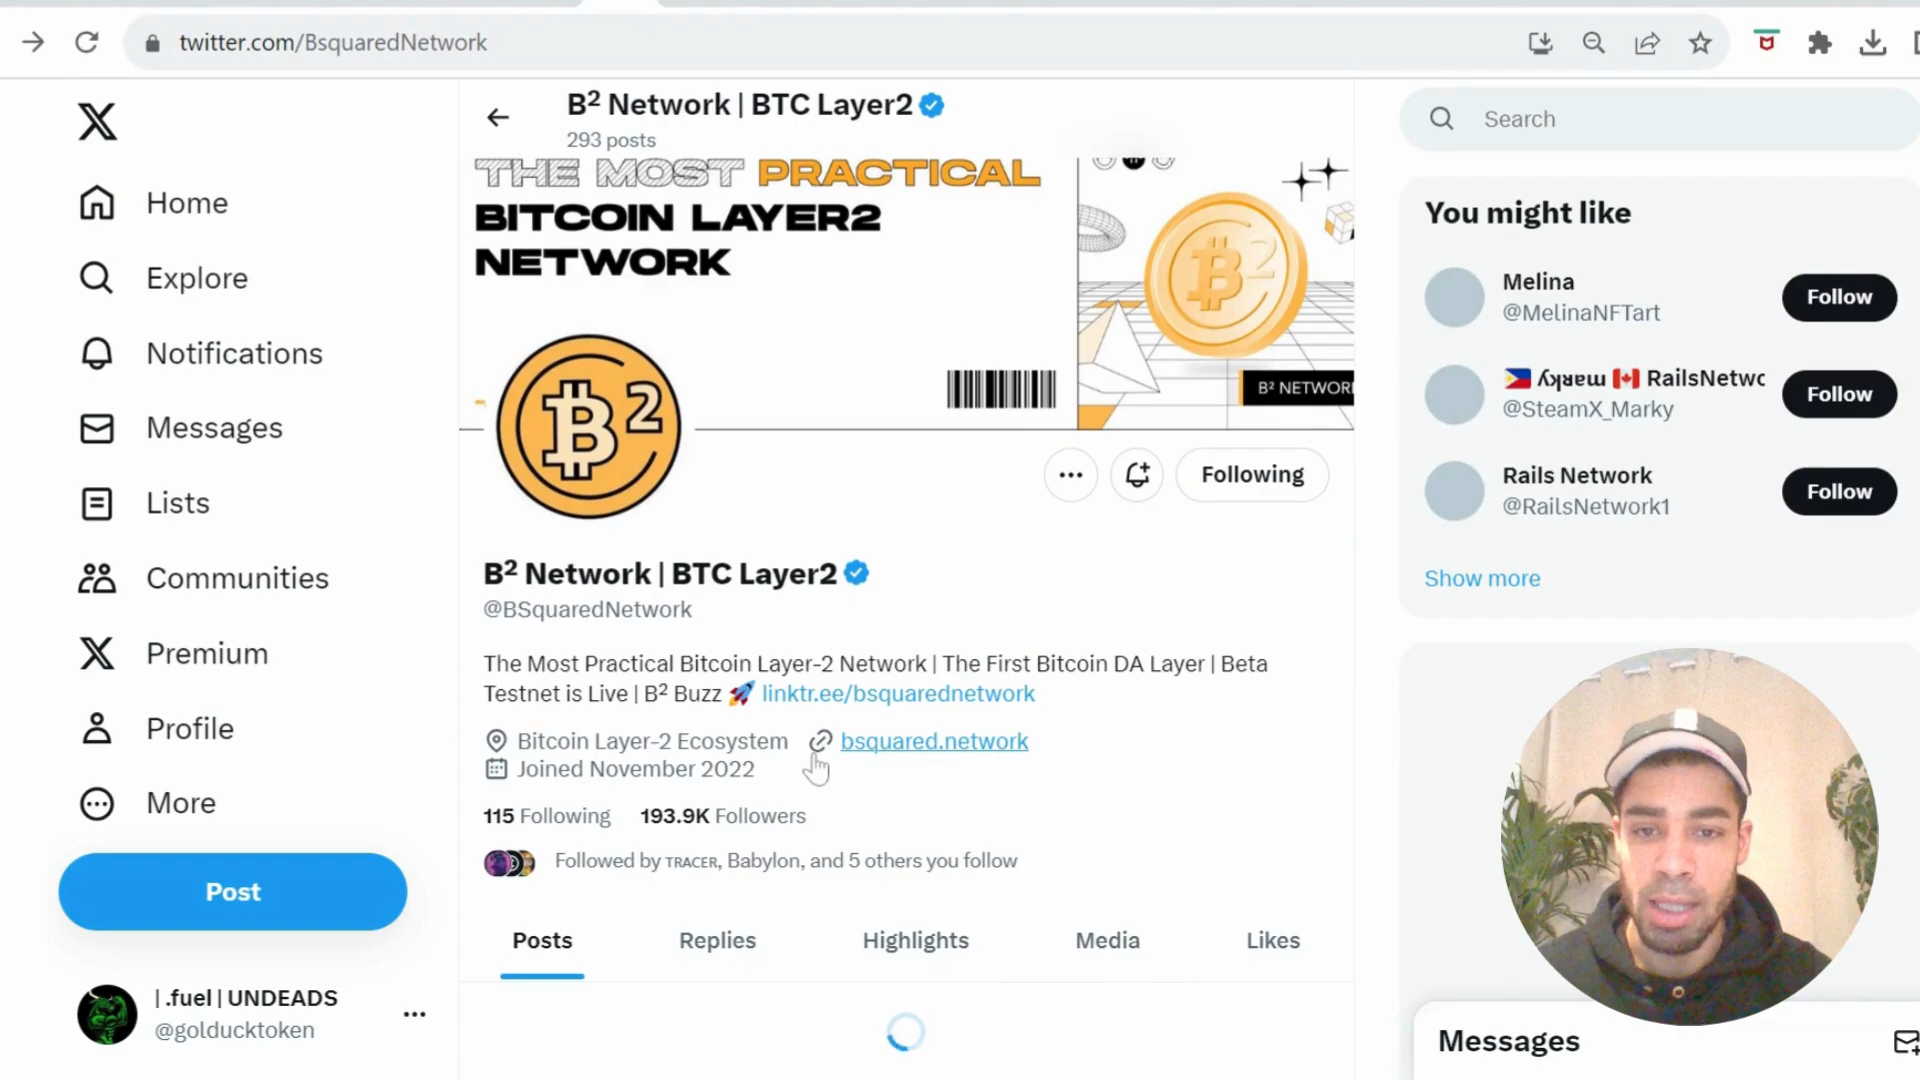 twitter.com/BsquaredNetwork
Home
Explore
Notifications
Messages
Lists
Communities
Premium
Profile
More
Post
| .fuel | UNDEADS
@golducktoken
B² Network | BTC Layer2
293 posts
THE MOST PRACTICAL
BITCOIN LAYER2
NETWORK
B² NETWORK
Following
B² Network | BTC Layer2
@BSquaredNetwork
The Most Practical Bitcoin Layer-2 Network | The First Bitcoin DA Layer | Beta
Testnet is Live | B² Buzz 🚀 linktr.ee/bsquarednetwork
Bitcoin Layer-2 Ecosystem bsquared.network
Joined November 2022
115 Following 193.9K Followers
Followed by ᴛʀᴀᴄᴇʀ, Babylon, and 5 others you follow
Posts Replies Highlights Media Likes
Search
You might like
Melina
@MelinaNFTart
Follow
🇵🇭 ʎʞɹɐɯ 🇨🇦 RailsNetwo
@SteamX_Marky
Follow
Rails Network
@RailsNetwork1
Follow
Show more
Messages